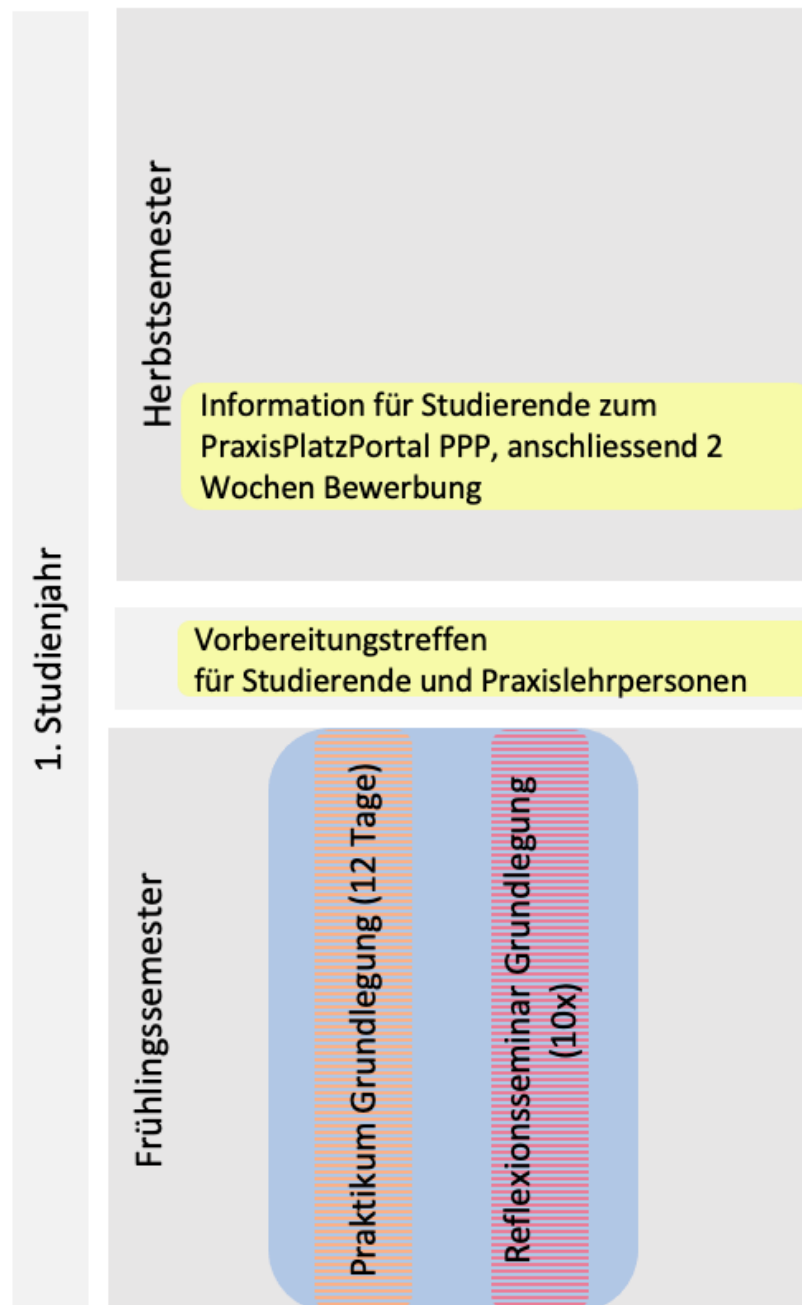 1. Studienjahr
Herbstsemester
Information für Studierende zum
PraxisPlatzPortal PPP, anschliessend 2
Wochen Bewerbung
Vorbereitungstreffen
für Studierende und Praxislehrpersonen
Frühlingssemester
Praktikum Grundlegung (12 Tage)
Reflexionsseminar Grundlegung
(10x)